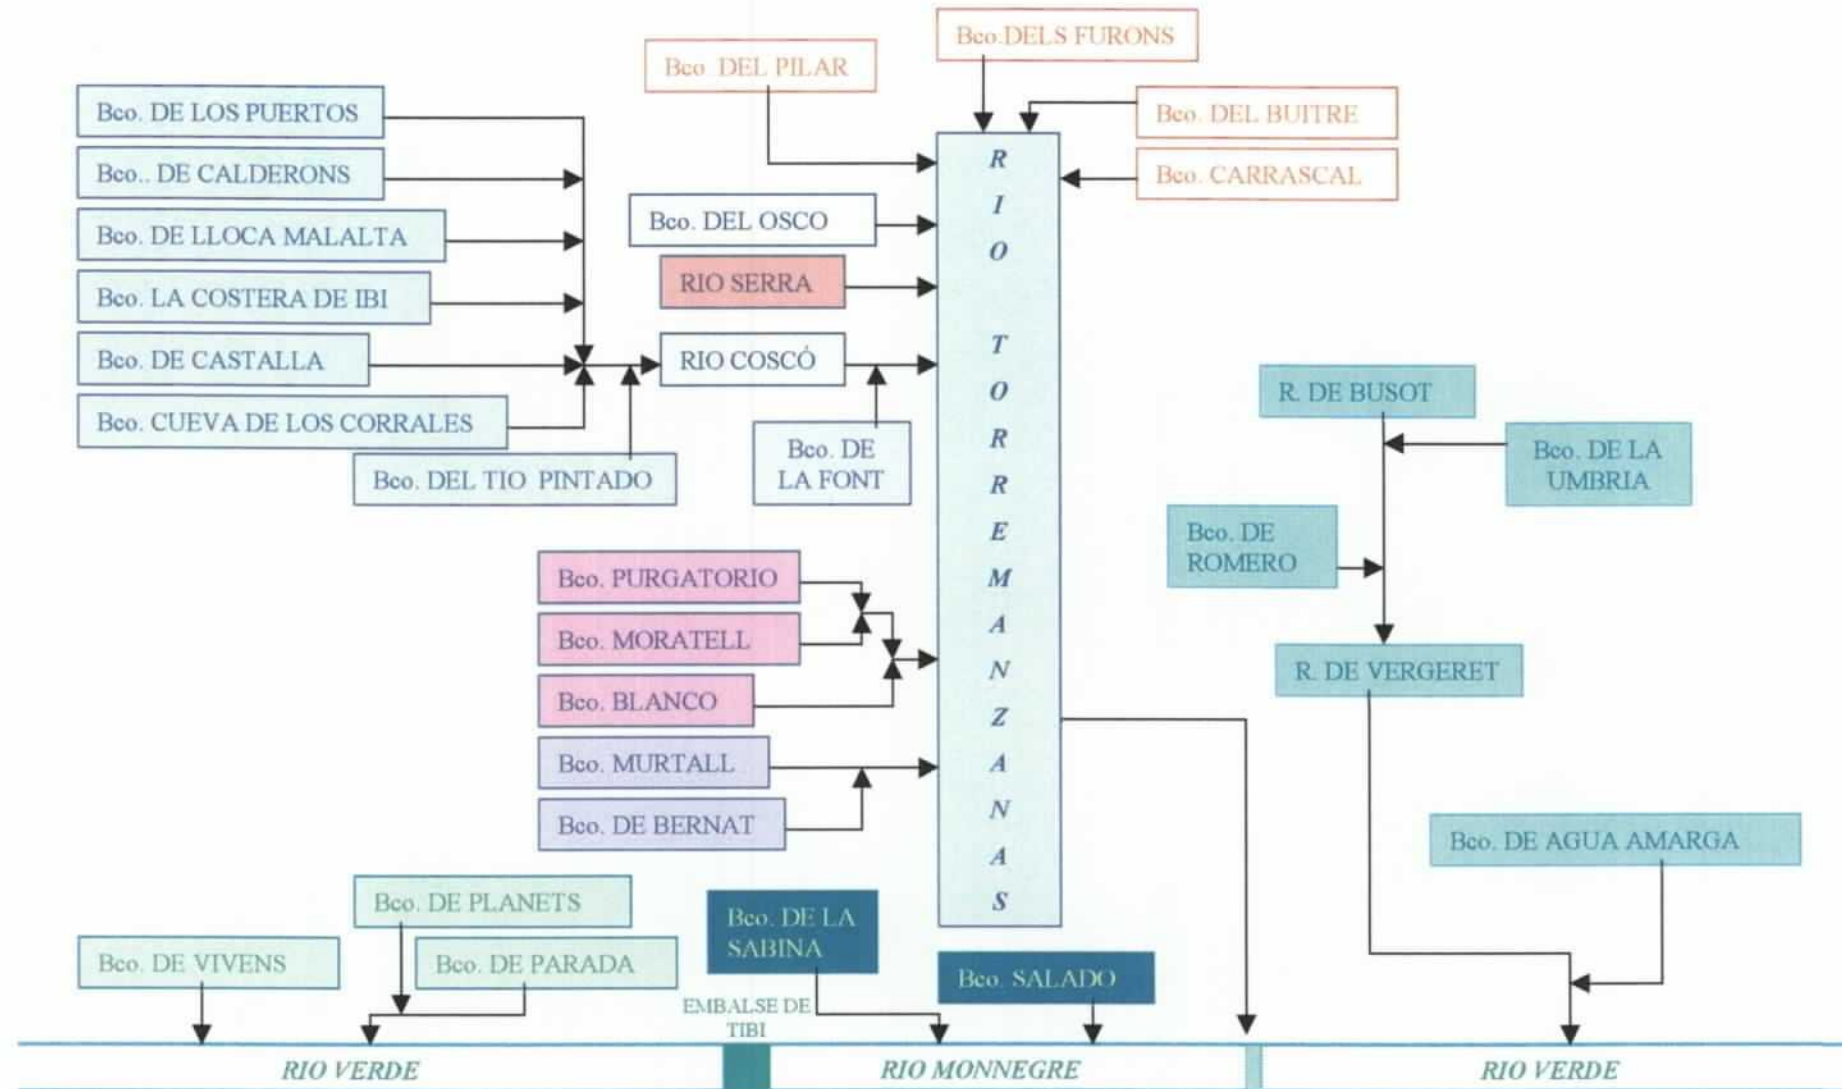 Bco.DELS FURONS
Bco. DEL PILAR
Bco. DE LOS PUERTOS
Bco. DEL BUITRE
Bco.. DE CALDERONS
Bco. CARRASCAL
Bco. DE LLOCA MALALTA
Bco. DEL OSCO
Bco. LA COSTERA DE IBI
RIO SERRA
Bco. DE CASTALLA
RIO COSCÓ
Bco. CUEVA DE LOS CORRALES
Bco. DEL TIO PINTADO
Bco. DE
LA FONT
RIO TORREMANZANAS
R. DE BUSOT
Bco. DE LA
UMBRIA
Bco. DE
ROMERO
Bco. PURGATORIO
Bco. MORATELL
Bco. BLANCO
R. DE VERGERET
Bco. MURTALL
Bco. DE BERNAT
Bco. DE AGUA AMARGA
Bco. DE PLANETS
Bco. DE VIVENS
Bco. DE PARADA
Bco. DE LA
SABINA
Bco. SALADO
EMBALSE DE
TIBI
RIO VERDE
RIO MONNEGRE
RIO VERDE